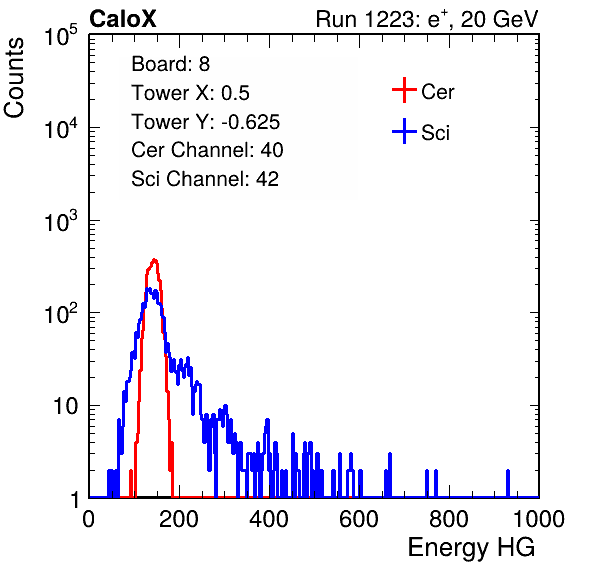 CaloX Run 1223: e⁺, 20 GeV
Counts
Board: 8
Tower X: 0.5
Tower Y: -0.625
Cer Channel: 40
Sci Channel: 42
Cer
Sci
10⁵
10⁴
10³
10²
10
1
0 200 400 600 800 1000
Energy HG